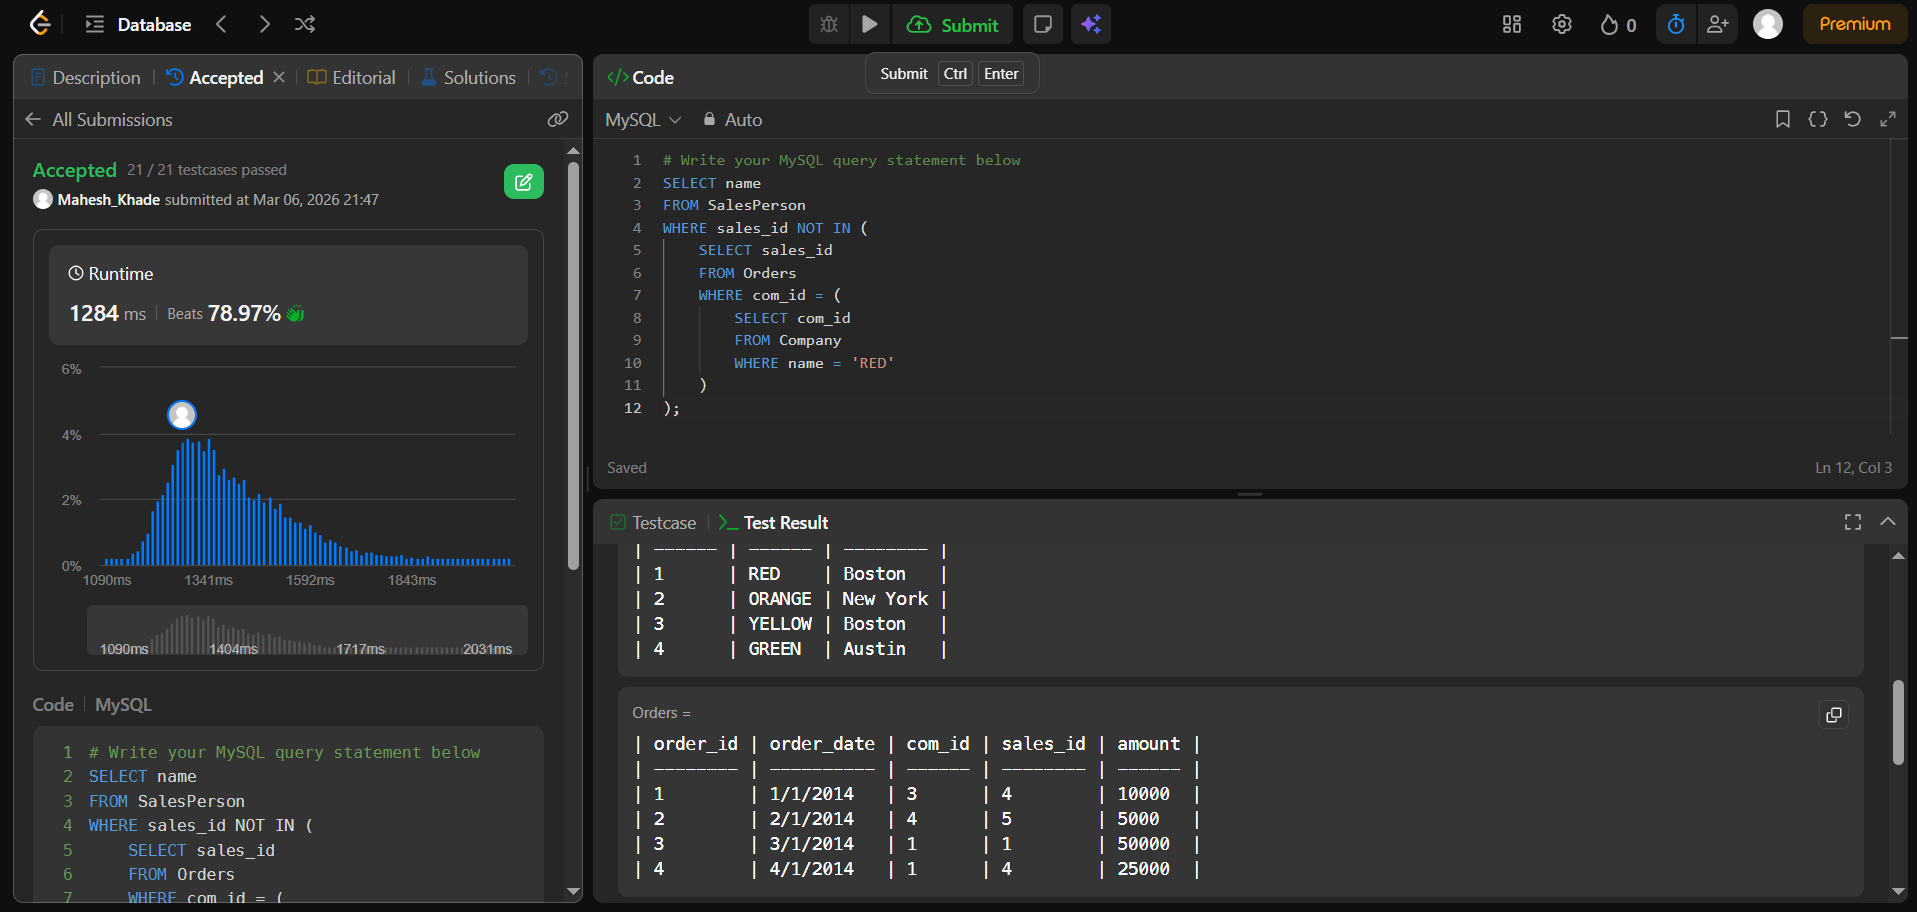 Database
Submit
0
Premium
Description
Accepted
Editorial
Solutions
All Submissions
Accepted 21 / 21 testcases passed
Mahesh_Khade submitted at Mar 06, 2026 21:47
Runtime
1284 ms Beats 78.97%
6%
4%
2%
0%
1090ms 1341ms 1592ms 1843ms
1090ms 1404ms 1717ms 2031ms
Code MySQL
1 # Write your MySQL query statement below
2 SELECT name
3 FROM SalesPerson
4 WHERE sales_id NOT IN (
5 SELECT sales_id
6 FROM Orders
7 WHERE com_id = (
</> Code
Submit Ctrl Enter
MySQL Auto
1 # Write your MySQL query statement below
2 SELECT name
3 FROM SalesPerson
4 WHERE sales_id NOT IN (
5 SELECT sales_id
6 FROM Orders
7 WHERE com_id = (
8 SELECT com_id
9 FROM Company
10 WHERE name = 'RED'
11 )
12 );
Saved
Ln 12, Col 3
Testcase
Test Result
| ------ | ------ | -------- |
| 1 | RED | Boston |
| 2 | ORANGE | New York |
| 3 | YELLOW | Boston |
| 4 | GREEN | Austin |
Orders =
| order_id | order_date | com_id | sales_id | amount |
| -------- | ---------- | ------ | -------- | ------ |
| 1 | 1/1/2014 | 3 | 4 | 10000 |
| 2 | 2/1/2014 | 4 | 5 | 5000 |
| 3 | 3/1/2014 | 1 | 1 | 50000 |
| 4 | 4/1/2014 | 1 | 4 | 25000 |